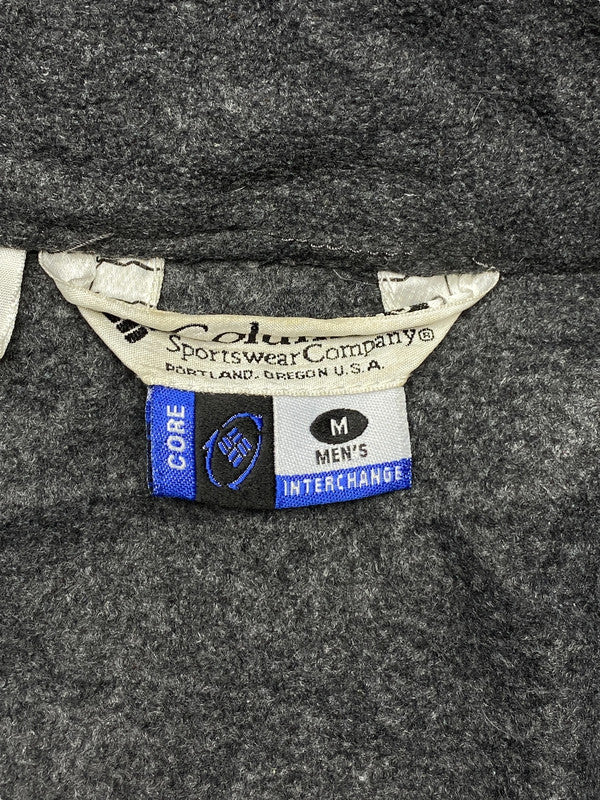 Sportswear Company®
PORTLAND, OREGON U.S.A.
CORE
M
MEN'S
INTERCHANGE